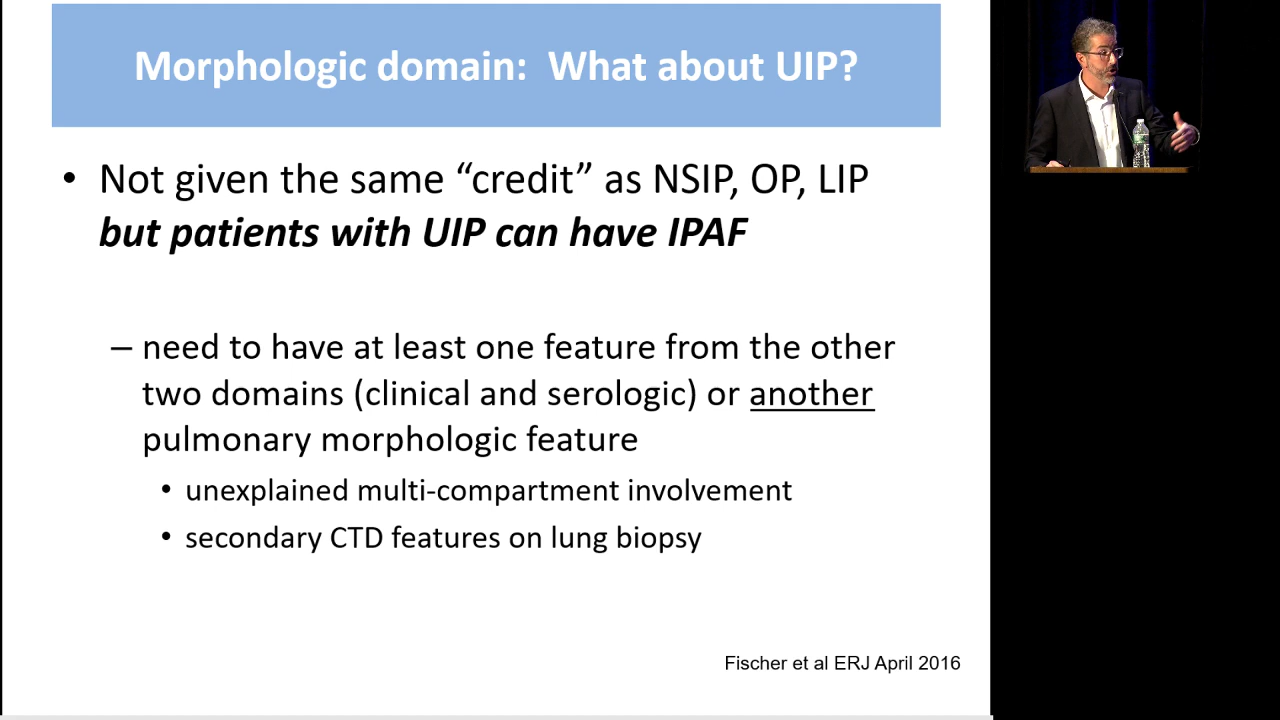 Morphologic domain: What about UIP?
• Not given the same “credit” as NSIP, OP, LIP
but patients with UIP can have IPAF
– need to have at least one feature from the other
two domains (clinical and serologic) or another
pulmonary morphologic feature
• unexplained multi-compartment involvement
• secondary CTD features on lung biopsy
Fischer et al ERJ April 2016